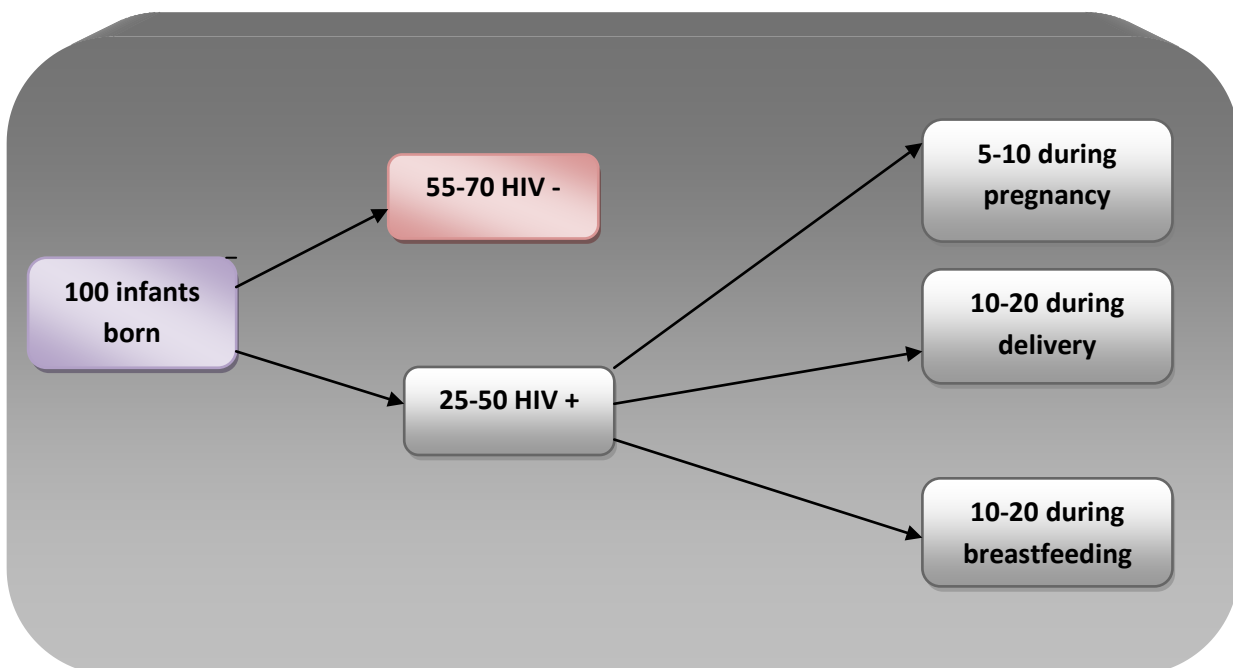 100 infants
born
55-70 HIV -
25-50 HIV +
5-10 during
pregnancy
10-20 during
delivery
10-20 during
breastfeeding